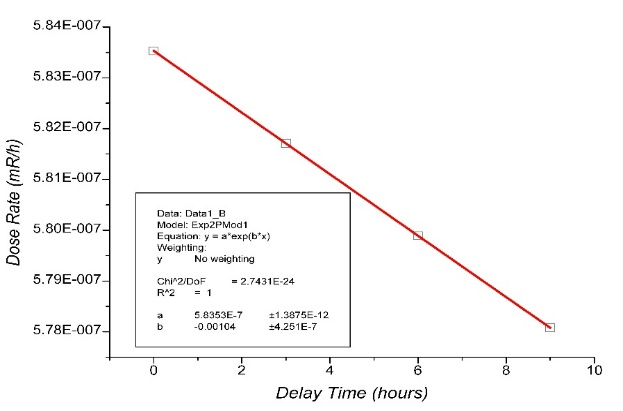 5.84E-007
5.83E-007
5.82E-007
5.81E-007
5.80E-007
5.79E-007
5.78E-007
Dose Rate (mR/h)
Data: Data1_B
Model: Exp2PMod1
Equation: y = a*exp(b*x)
Weighting:
y No weighting
Chi^2/DoF = 2.7431E-24
R^2 = 1
a 5.8353E-7 ±1.3875E-12
b -0.00104 ±4.251E-7
0 2 4 6 8 10
Delay Time (hours)